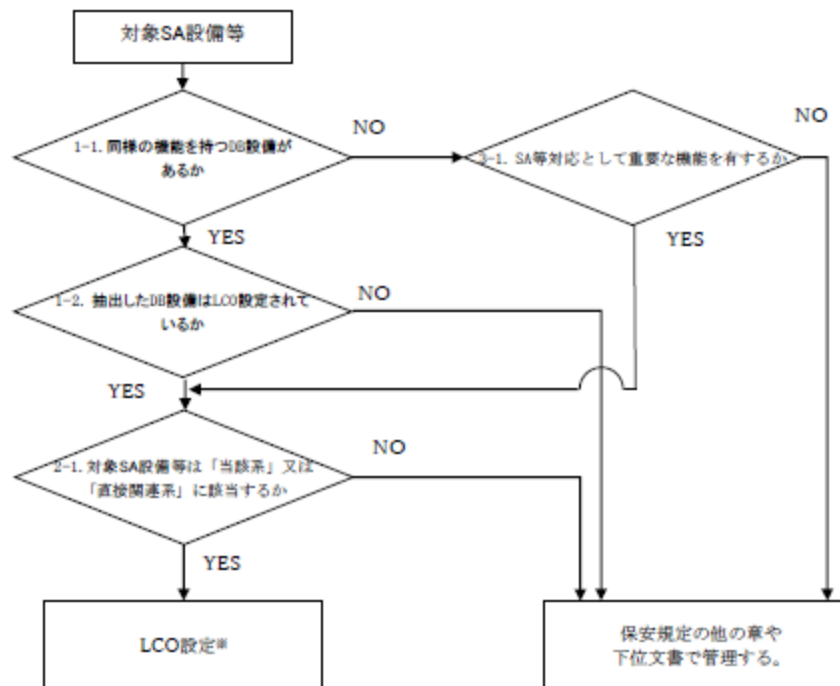 対象SA設備等
1-1. 同様の機能を持つDB設備が
あるか
NO
3-1. SA等対応として重要な機能を有するか
NO
YES
YES
1-2. 抽出したDB設備はLCO設定されて
いるか
NO
YES
2-1. 対象SA設備等は「当該系」又は
「直接関連系」に該当するか
NO
YES
LCO設定※
保安規定の他の章や
下位文書で管理する。